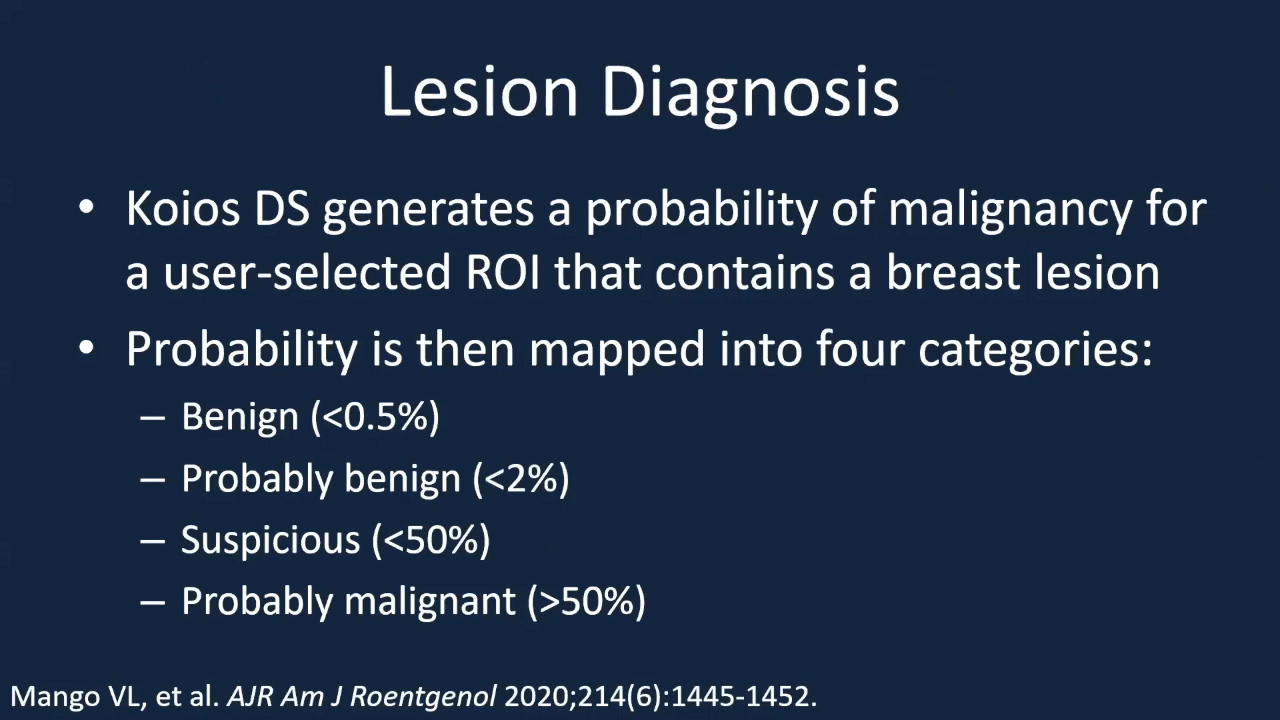 Lesion Diagnosis
• Koios DS generates a probability of malignancy for
a user-selected ROI that contains a breast lesion
• Probability is then mapped into four categories:
– Benign (<0.5%)
– Probably benign (<2%)
– Suspicious (<50%)
– Probably malignant (>50%)
Mango VL, et al. AJR Am J Roentgenol 2020;214(6):1445-1452.